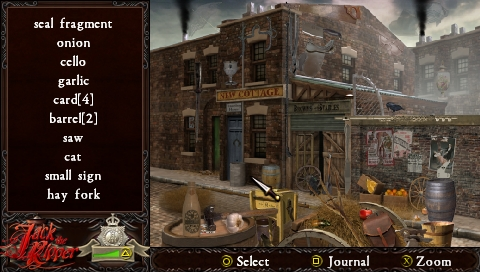 seal fragment
onion
cello
garlic
card[4]
barrel[2]
saw
cat
small sign
hay fork
Jack
the
Ripper
Select
Journal
X Zoom